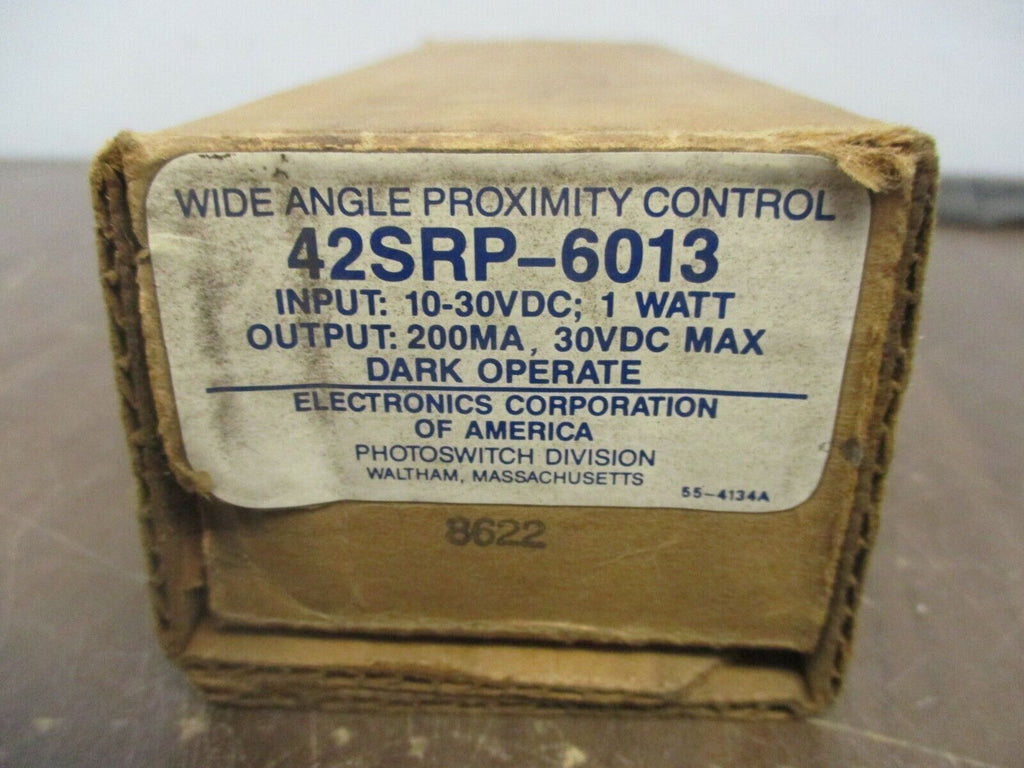 WIDE ANGLE PROXIMITY CONTROL
42SRP-6013
INPUT: 10-30VDC; 1 WATT
OUTPUT: 200MA, 30VDC MAX
DARK OPERATE
ELECTRONICS CORPORATION
OF AMERICA
PHOTOSWITCH DIVISION
WALTHAM, MASSACHUSETTS
55-4134A
8622